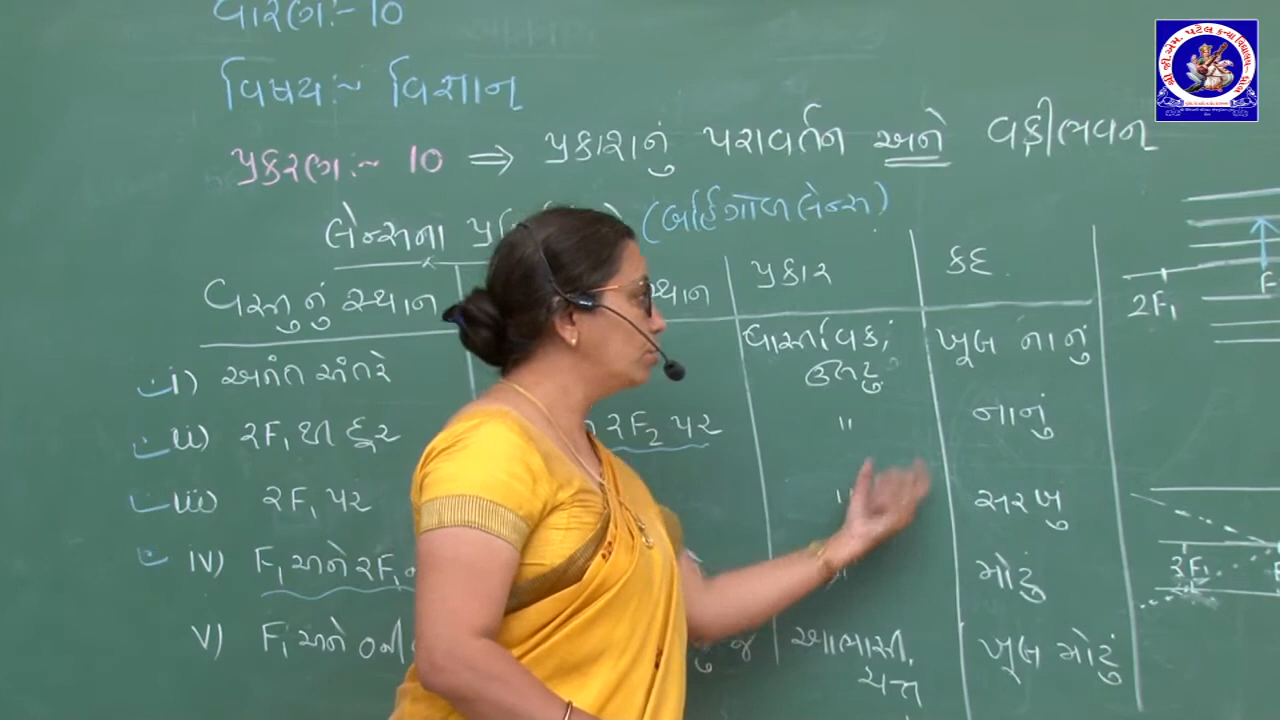 ધોરણ:- 10
વિષય:~ વિજ્ઞાન
પ્રકરણ:~ 10 ⇒ પ્રકાશનું પરાવર્તન અને વક્રીભવન
લેન્સના (બહિર્ગોળ લેન્સ)
વસ્તુનું સ્થાન સ્થાન પ્રકાર કદ
i) અનંત અંતરે વાસ્તવિક, ખૂબ નાનું
ઉલટુ
ii) 2F₁ થી દૂર 2F₂ પર " નાનું
iii) 2F₁ પર " સરખુ
iv) F₁ અને 2F₁ મોટું
v) F₁ અને O ની જ આભાસી, ખૂબ મોટું
ચત્તુ
2F₁ F
2F₁